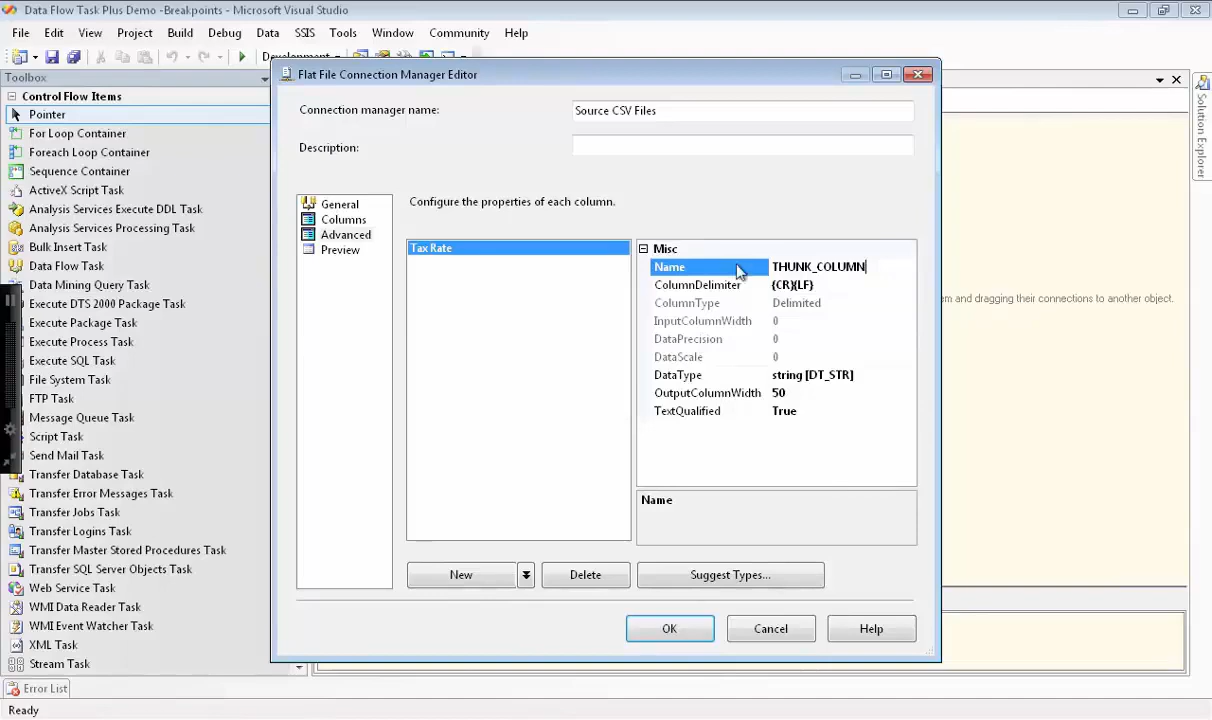 Data Flow Task Plus Demo -Breakpoints - Microsoft Visual Studio
File Edit View Project Build Debug Data SSIS Tools Window Community Help
Toolbox
Control Flow Items
Pointer
For Loop Container
Foreach Loop Container
Sequence Container
ActiveX Script Task
Analysis Services Execute DDL Task
Analysis Services Processing Task
Bulk Insert Task
Data Flow Task
Data Mining Query Task
Execute DTS 2000 Package Task
Execute Package Task
Execute Process Task
Execute SQL Task
File System Task
FTP Task
Message Queue Task
Script Task
Send Mail Task
Transfer Database Task
Transfer Error Messages Task
Transfer Jobs Task
Transfer Logins Task
Transfer Master Stored Procedures Task
Transfer SQL Server Objects Task
Web Service Task
WMI Data Reader Task
WMI Event Watcher Task
XML Task
Stream Task
Error List
Ready
Flat File Connection Manager Editor
Connection manager name: Source CSV Files
Description:
General
Columns
Advanced
Preview
Configure the properties of each column.
Tax Rate
Misc
Name THUNK_COLUMN
ColumnDelimiter {CR}{LF}
ColumnType Delimited
InputColumnWidth 0
DataPrecision 0
DataScale 0
DataType string [DT_STR]
OutputColumnWidth 50
TextQualified True
Name
New Delete Suggest Types...
OK Cancel Help
and dragging their connections to another object.
Solution Explorer